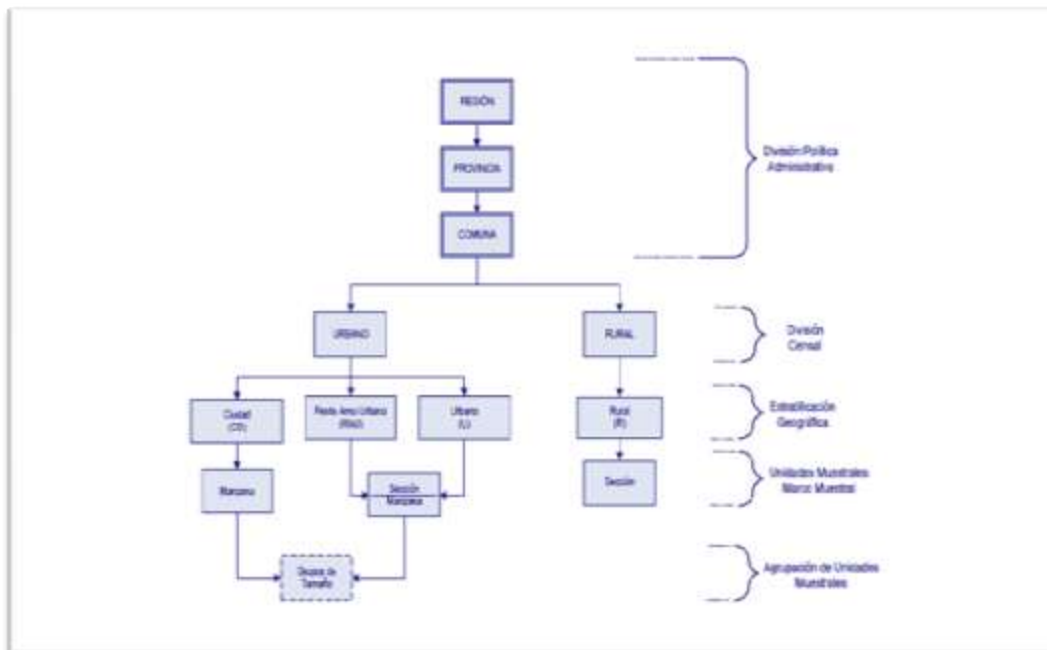 REGIÓN
PROVINCIA
COMUNA
División Política
Administrativa
URBANO
RURAL
División
Censal
Ciudad
(CD)
Resto Área Urbana
(RAU)
Urbano
(U)
Rural
(R)
Estratificación
Geográfica
Manzana
Sección
Manzana
Sección
Unidades Muestrales
Marco Muestral
Grupos de
Tamaño
Agrupación de Unidades
Muestrales